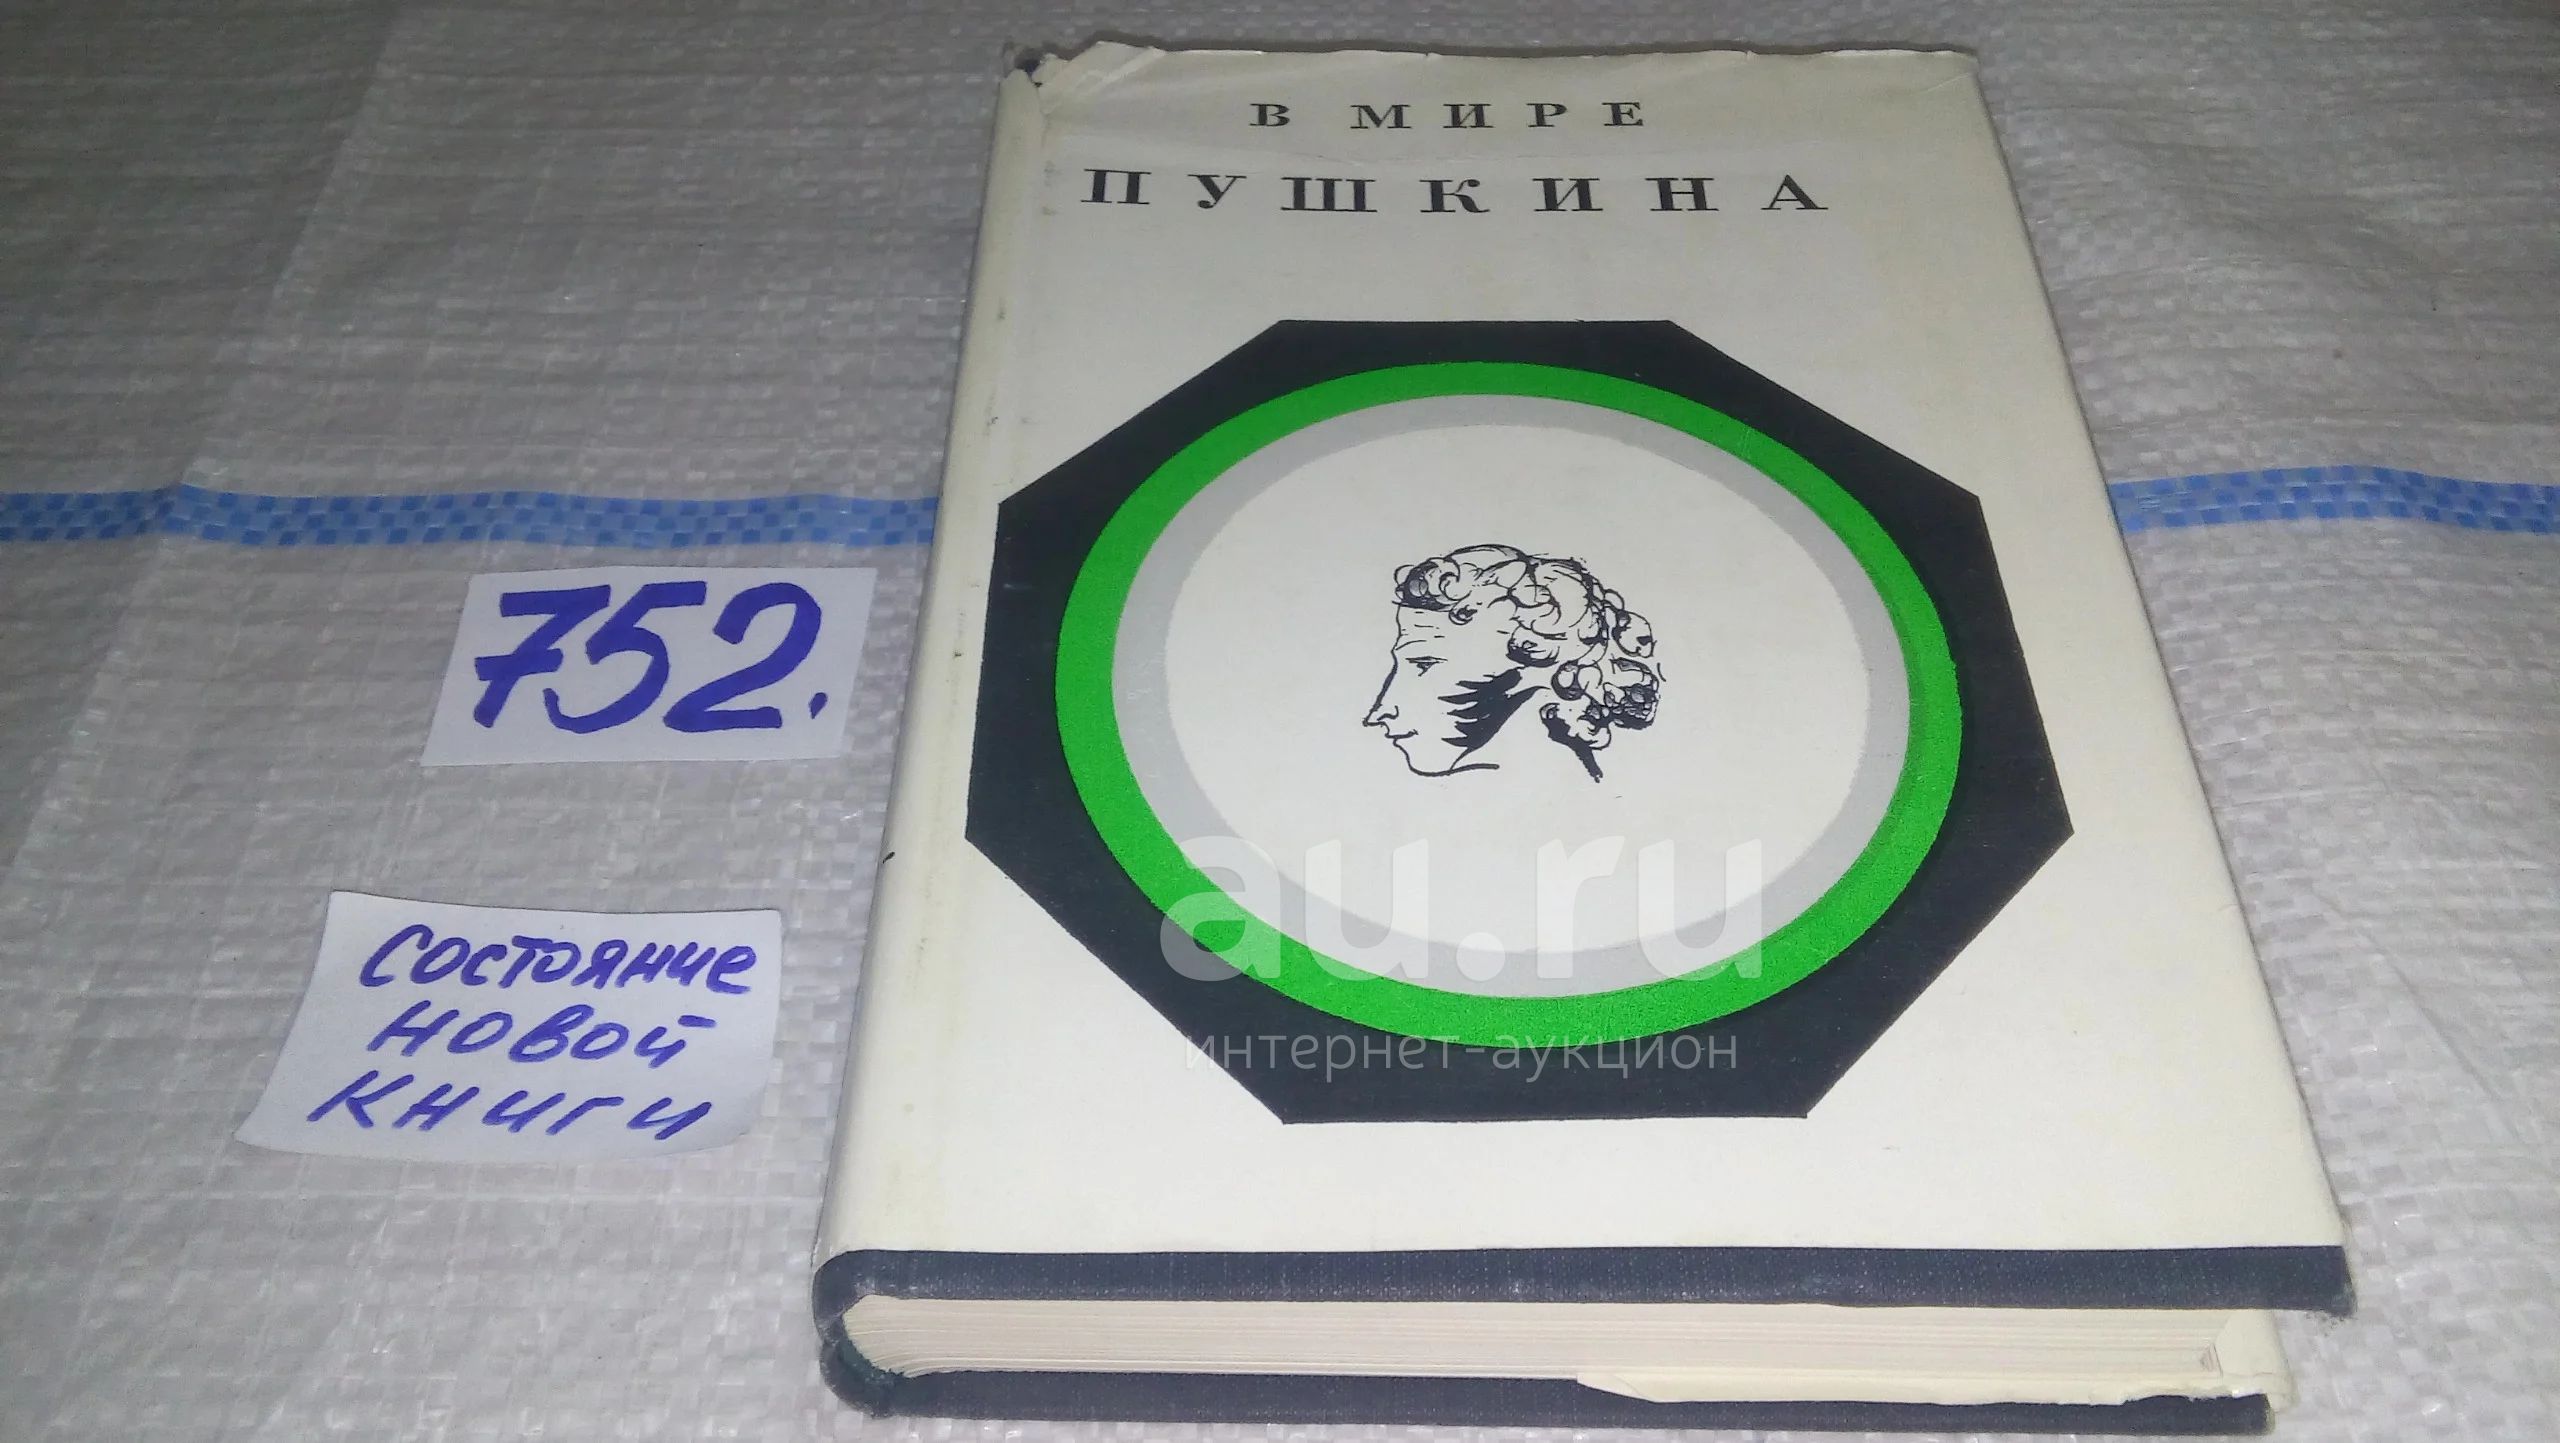 В МИРЕ
ПУШКИНА
752.
состояние
новой
книги
au.ru
интернет-аукцион